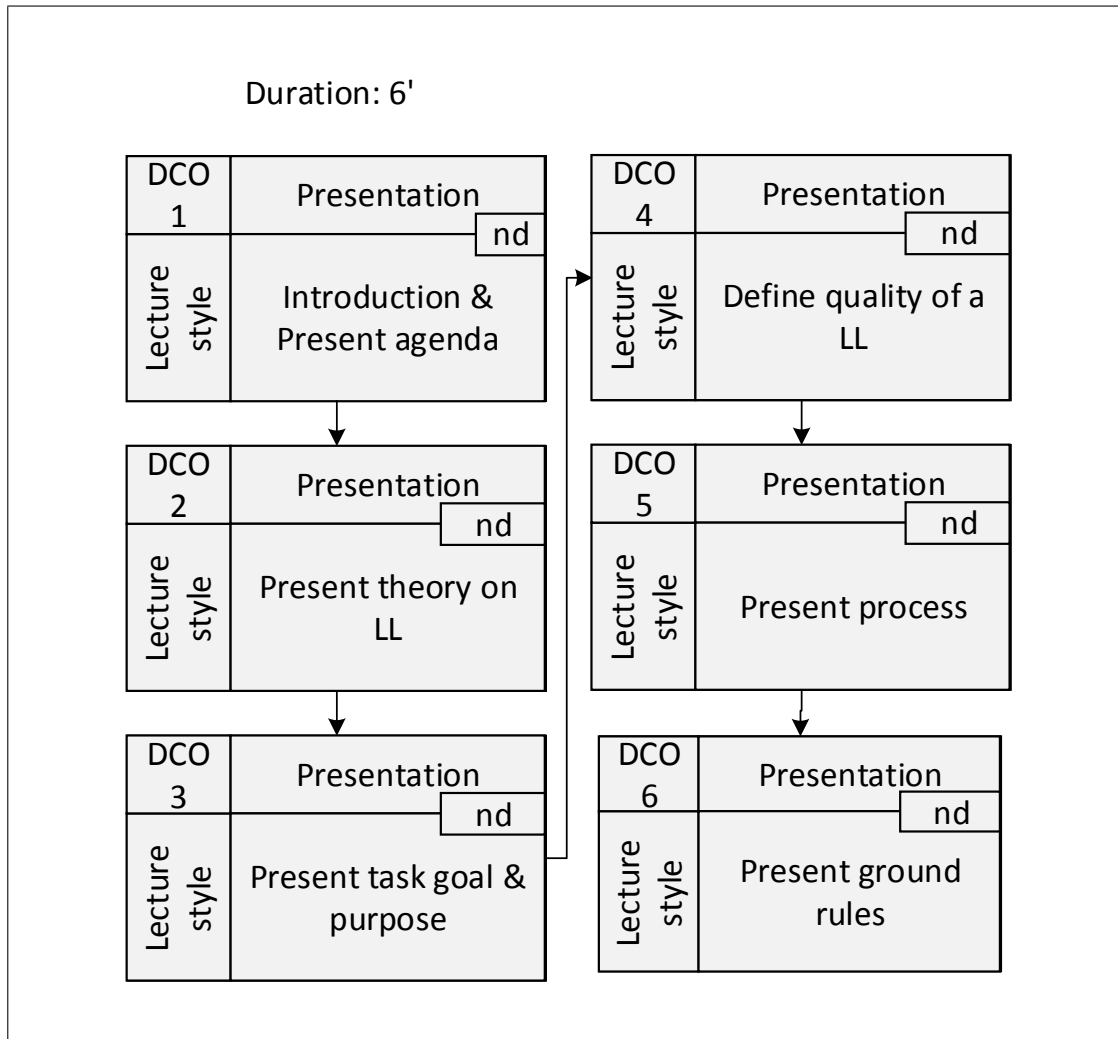 Duration: 6'
DCO
1
Presentation
nd
Lecture
style
Introduction &
Present agenda
DCO
2
Presentation
nd
Lecture
style
Present theory on
LL
DCO
3
Presentation
nd
Lecture
style
Present task goal &
purpose
DCO
4
Presentation
nd
Lecture
style
Define quality of a
LL
DCO
5
Presentation
nd
Lecture
style
Present process
DCO
6
Presentation
nd
Lecture
style
Present ground
rules